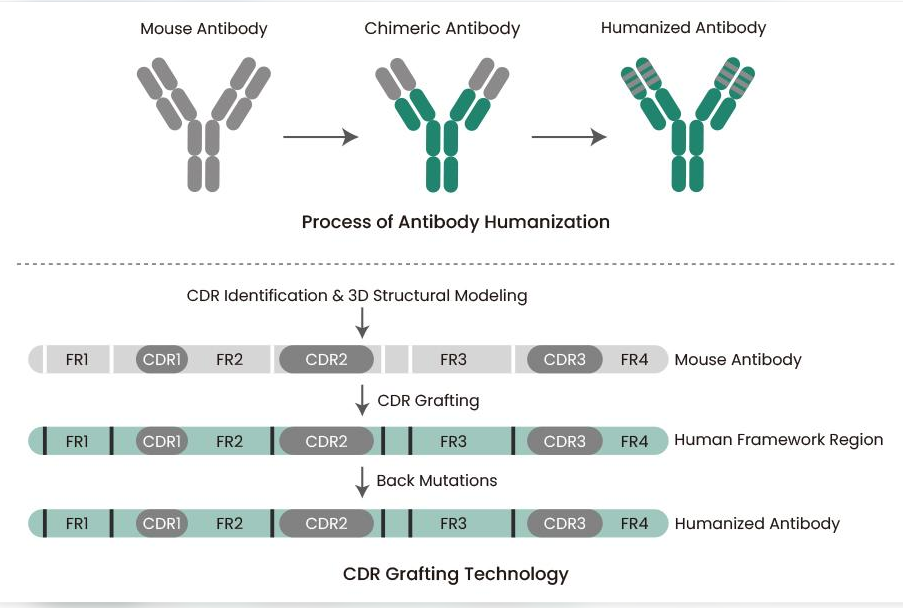 Mouse Antibody
Chimeric Antibody
Humanized Antibody
Process of Antibody Humanization
CDR Identification & 3D Structural Modeling
FR1 CDR1 FR2 CDR2 FR3 CDR3 FR4 Mouse Antibody
CDR Grafting
FR1 CDR1 FR2 CDR2 FR3 CDR3 FR4 Human Framework Region
Back Mutations
FR1 CDR1 FR2 CDR2 FR3 CDR3 FR4 Humanized Antibody
CDR Grafting Technology